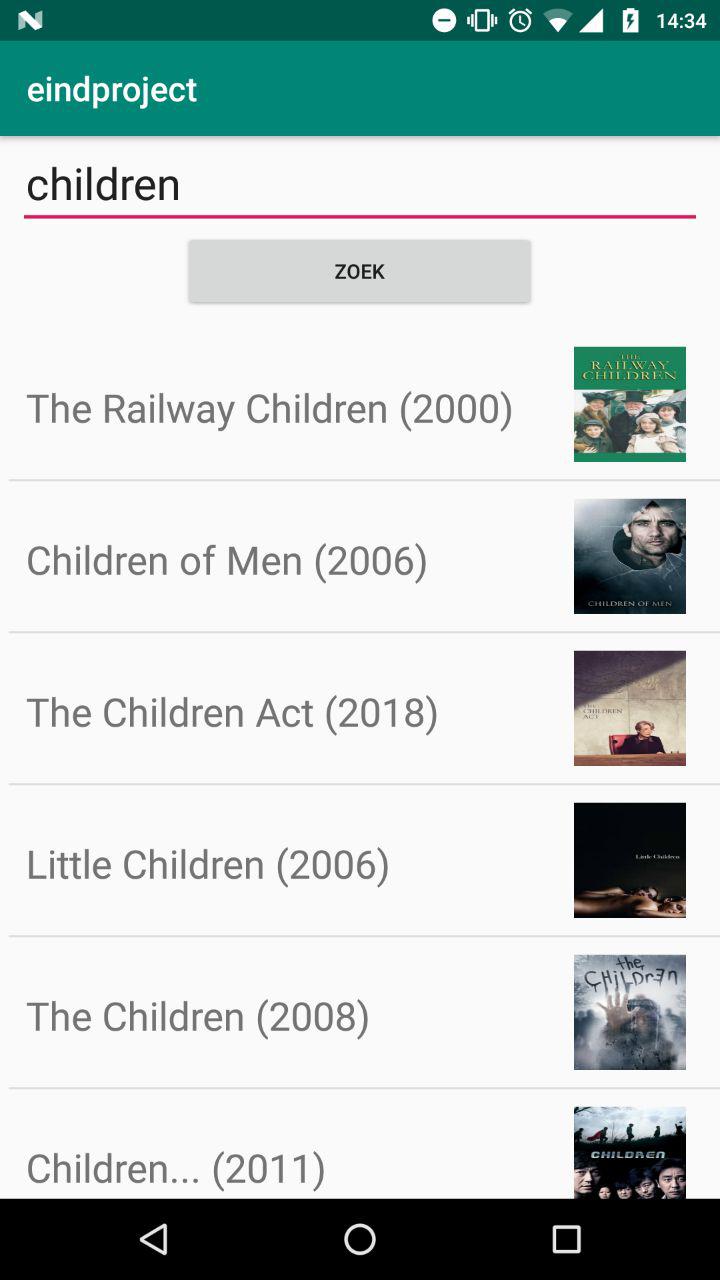 14:34
eindproject
children
ZOEK
The Railway Children (2000)
THE
RAILWAY
CHILDREN
Children of Men (2006)
CHILDREN OF MEN
The Children Act (2018)
THE
CHILDREN
ACT
Little Children (2006)
Little Children
The Children (2008)
the
CHiLDrEn
Children... (2011)
CHILDREN